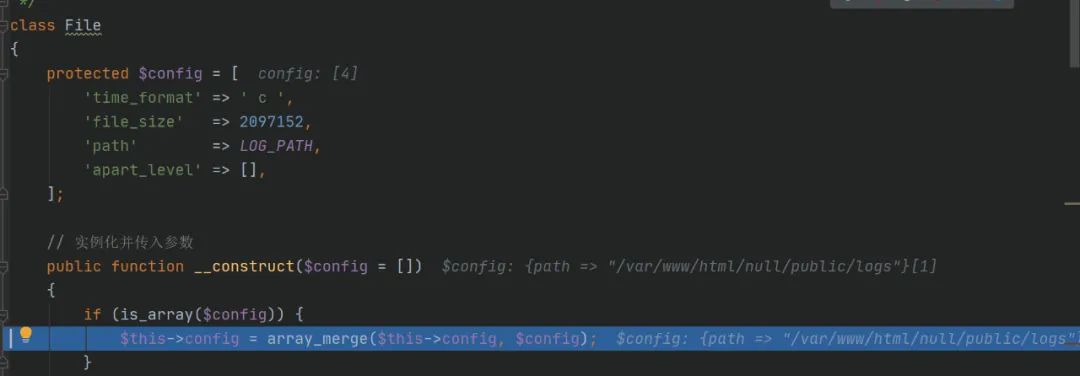 */
class File
{
    protected $config = [  config: [4]
        'time_format' => ' c ',
        'file_size'   => 2097152,
        'path'        => LOG_PATH,
        'apart_level' => [],
    ];
    // 实例化并传入参数
    public function __construct($config = [])  $config: {path => "/var/www/html/null/public/logs"}[1]
    {
        if (is_array($config)) {
            $this->config = array_merge($this->config, $config);  $config: {path => "/var/www/html/null/public/logs"
        }